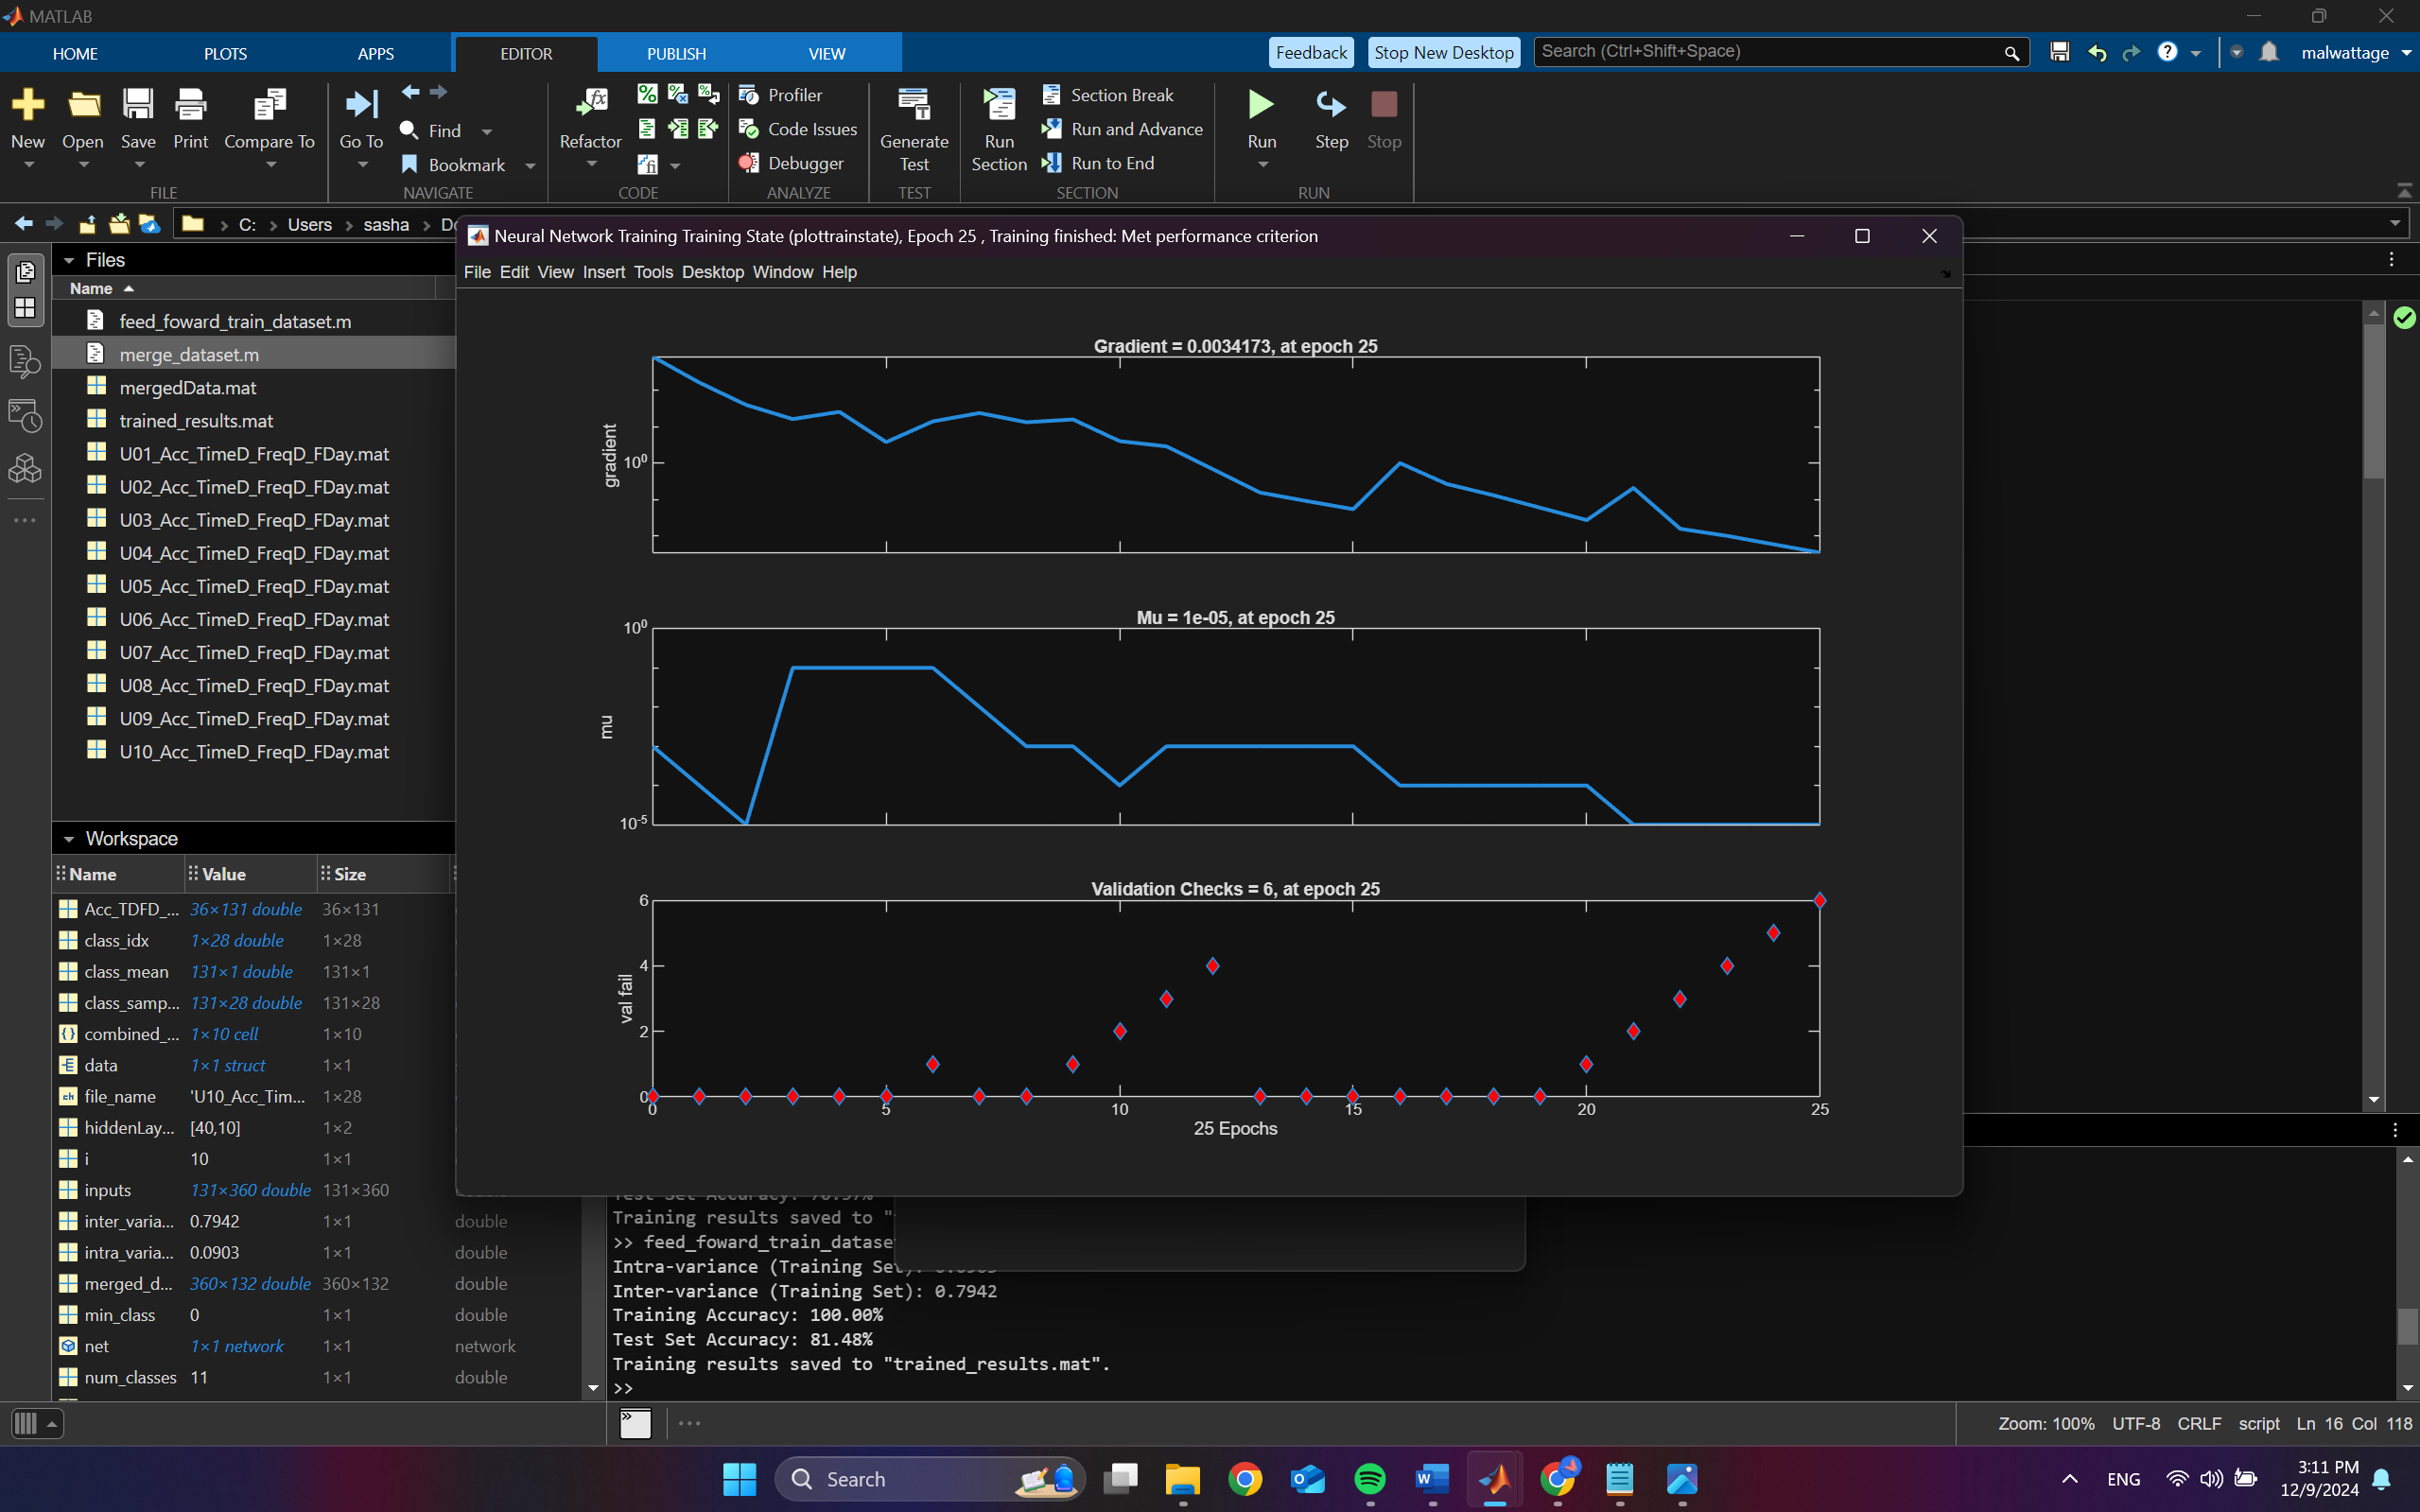 MATLAB
HOME PLOTS APPS EDITOR PUBLISH VIEW Feedback Stop New Desktop Search (Ctrl+Shift+Space) malwattage
New Open Save Print Compare To Go To Find Bookmark Refactor Profiler Code Issues Debugger Generate Test Run Section Section Break Run and Advance Run to End Run Step Stop
FILE NAVIGATE CODE ANALYZE TEST SECTION RUN
C: Users sasha
Neural Network Training Training State (plottrainstate), Epoch 25 , Training finished: Met performance criterion
File Edit View Insert Tools Desktop Window Help
Files
Name
feed_foward_train_dataset.m
merge_dataset.m
mergedData.mat
trained_results.mat
U01_Acc_TimeD_FreqD_FDay.mat
U02_Acc_TimeD_FreqD_FDay.mat
U03_Acc_TimeD_FreqD_FDay.mat
U04_Acc_TimeD_FreqD_FDay.mat
U05_Acc_TimeD_FreqD_FDay.mat
U06_Acc_TimeD_FreqD_FDay.mat
U07_Acc_TimeD_FreqD_FDay.mat
U08_Acc_TimeD_FreqD_FDay.mat
U09_Acc_TimeD_FreqD_FDay.mat
U10_Acc_TimeD_FreqD_FDay.mat
Gradient = 0.0034173, at epoch 25
gradient
10^0
Mu = 1e-05, at epoch 25
mu
10^0
10^-5
Validation Checks = 6, at epoch 25
val fail
6
4
2
0
0 5 10 15 20 25
25 Epochs
Workspace
Name Value Size
Acc_TDFD_... 36×131 double 36×131
class_idx 1×28 double 1×28
class_mean 131×1 double 131×1
class_samp... 131×28 double 131×28
combined_... 1×10 cell 1×10
data 1×1 struct 1×1
file_name 'U10_Acc_Tim... 1×28
hiddenLay... [40,10] 1×2
i 10 1×1
inputs 131×360 double 131×360
inter_varia... 0.7942 1×1 double
intra_varia... 0.0903 1×1 double
merged_d... 360×132 double 360×132 double
min_class 0 1×1 double
net 1×1 network 1×1 network
num_classes 11 1×1 double
Training results saved to "
>> feed_foward_train_datase
Intra-variance (Training Set):
Inter-variance (Training Set): 0.7942
Training Accuracy: 100.00%
Test Set Accuracy: 81.48%
Training results saved to "trained_results.mat".
>>
Zoom: 100% UTF-8 CRLF script Ln 16 Col 118
Search
ENG
3:11 PM
12/9/2024